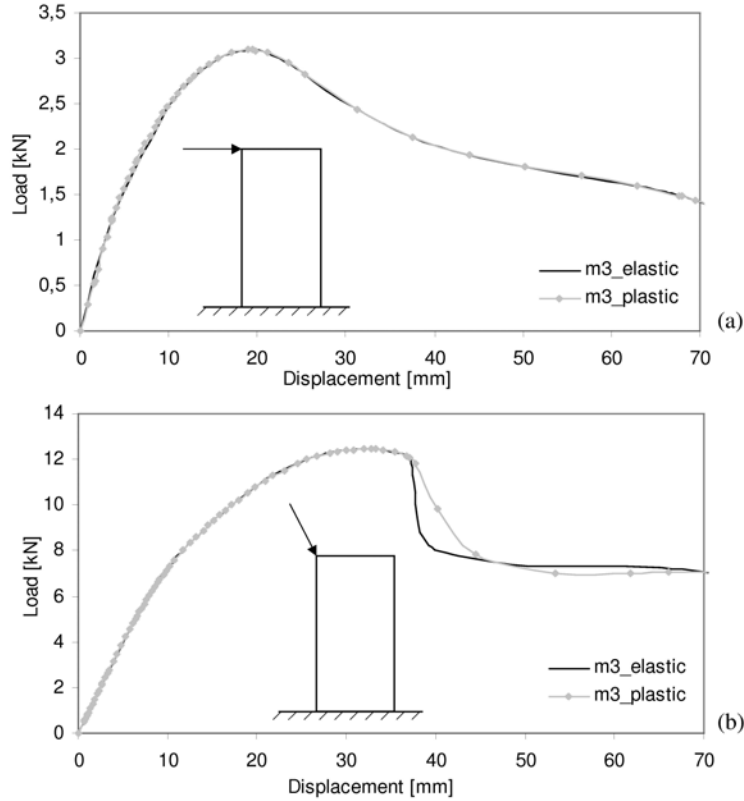 3,5
3
2,5
2
1,5
1
0,5
0
Load [kN]
0 10 20 30 40 50 60 70
Displacement [mm]
m3_elastic
m3_plastic
(a)
14
12
10
8
6
4
2
0
Load [kN]
0 10 20 30 40 50 60 70
Displacement [mm]
m3_elastic
m3_plastic
(b)